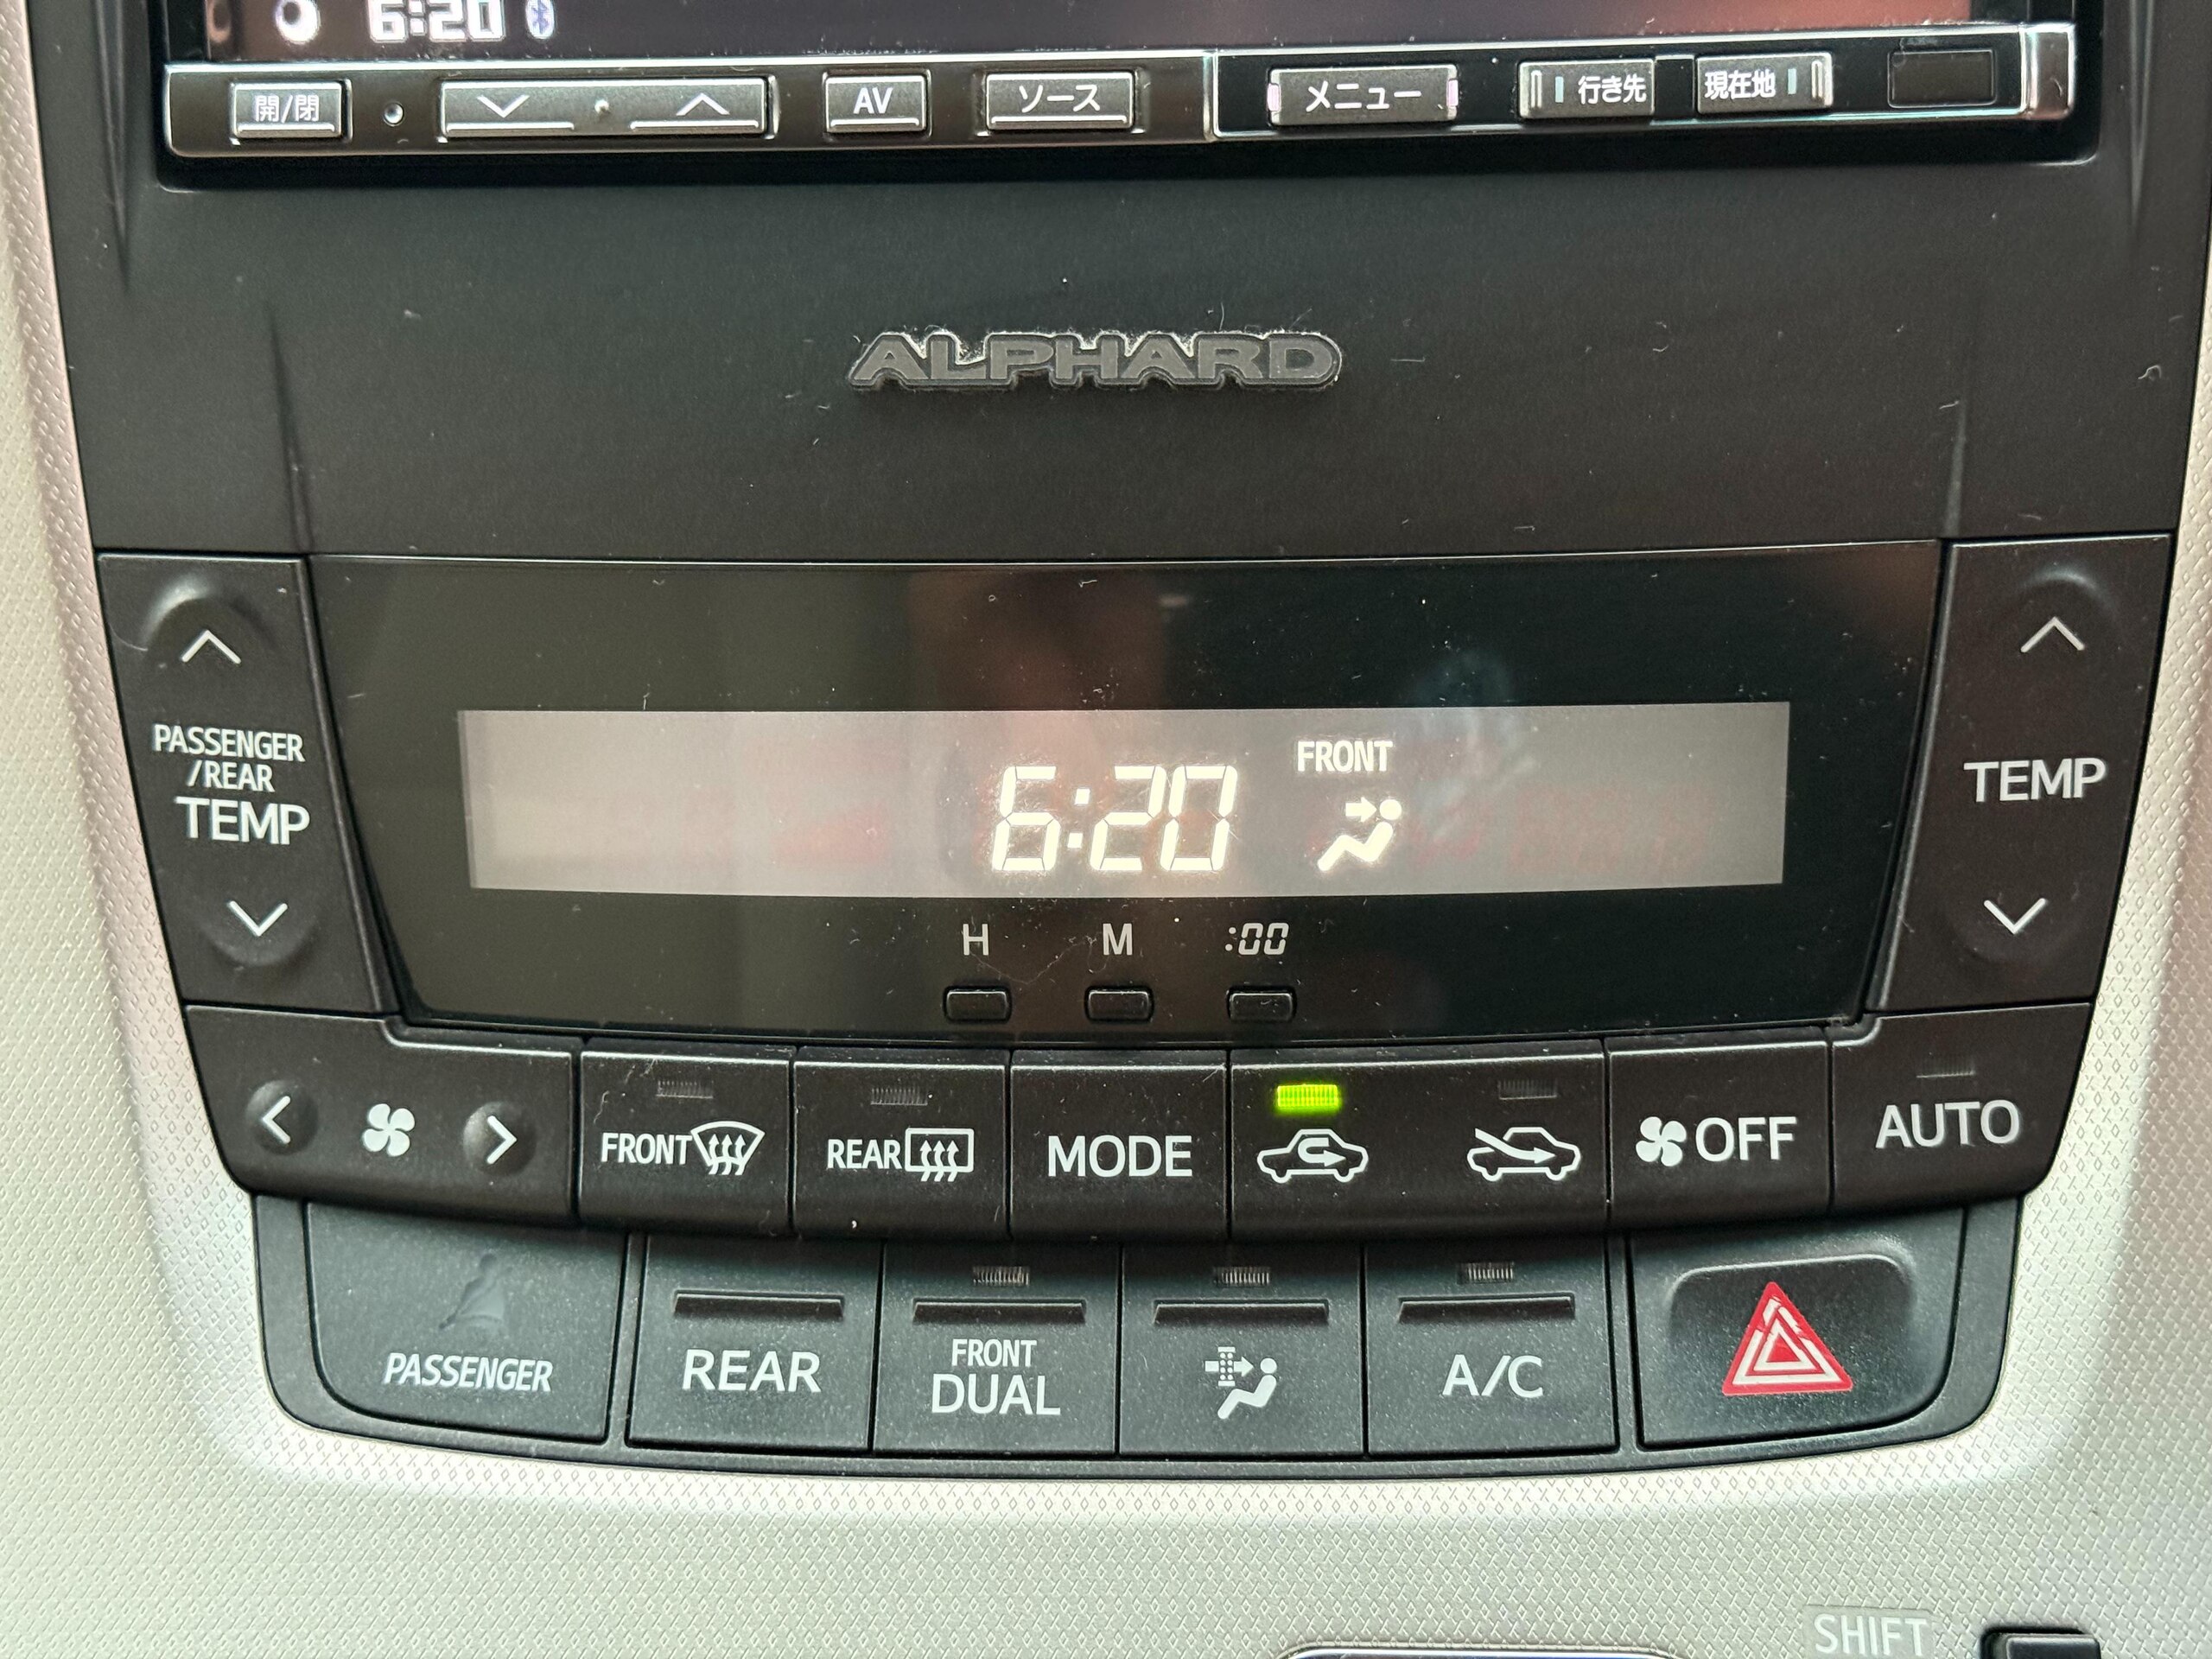 6:20
開/閉 AV ソース メニュー 行き先 現在地
ALPHARD
PASSENGER
/REAR
TEMP
FRONT
6:20
TEMP
H M :00
FRONT REAR MODE OFF AUTO
PASSENGER REAR FRONT
DUAL
A/C
SHIFT